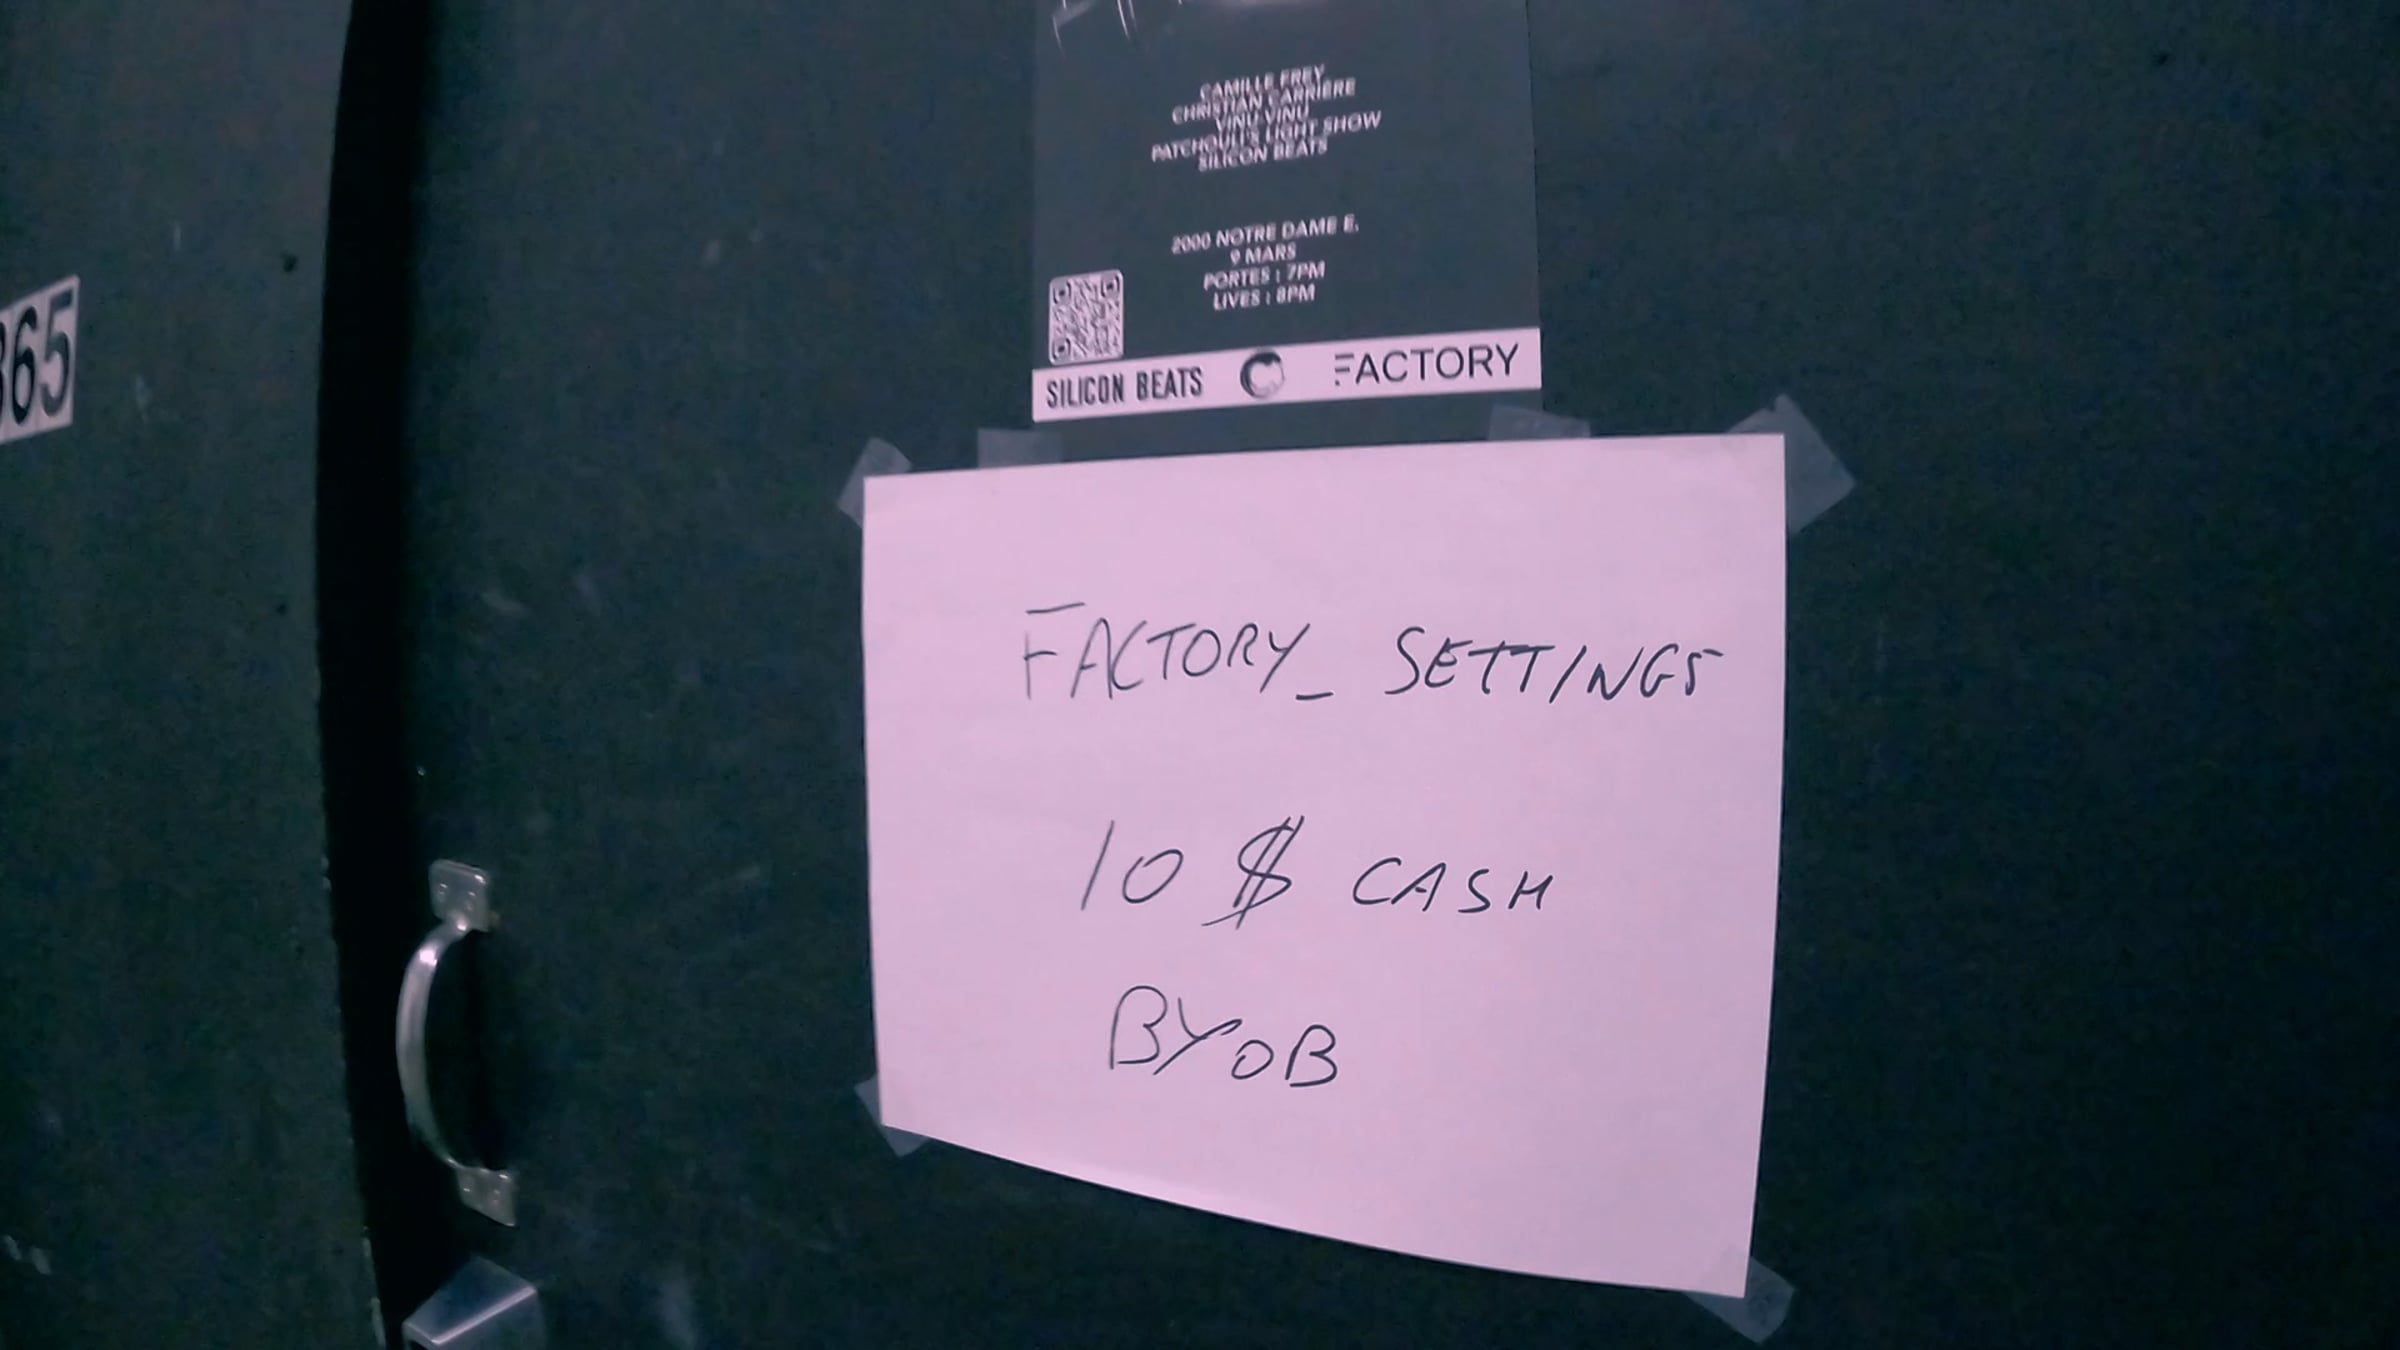 CAMILLE FREY
CHRISTIAN CARRIÈRE
VINU VINU
PATCHOULI'S LIGHT SHOW
SILICON BEATS
2000 NOTRE DAME E.
9 MARS
PORTES : 7PM
LIVES : 8PM
SILICON BEATS FACTORY
365
FACTORY_ SETTINGS
10 $ CASH
BYOB